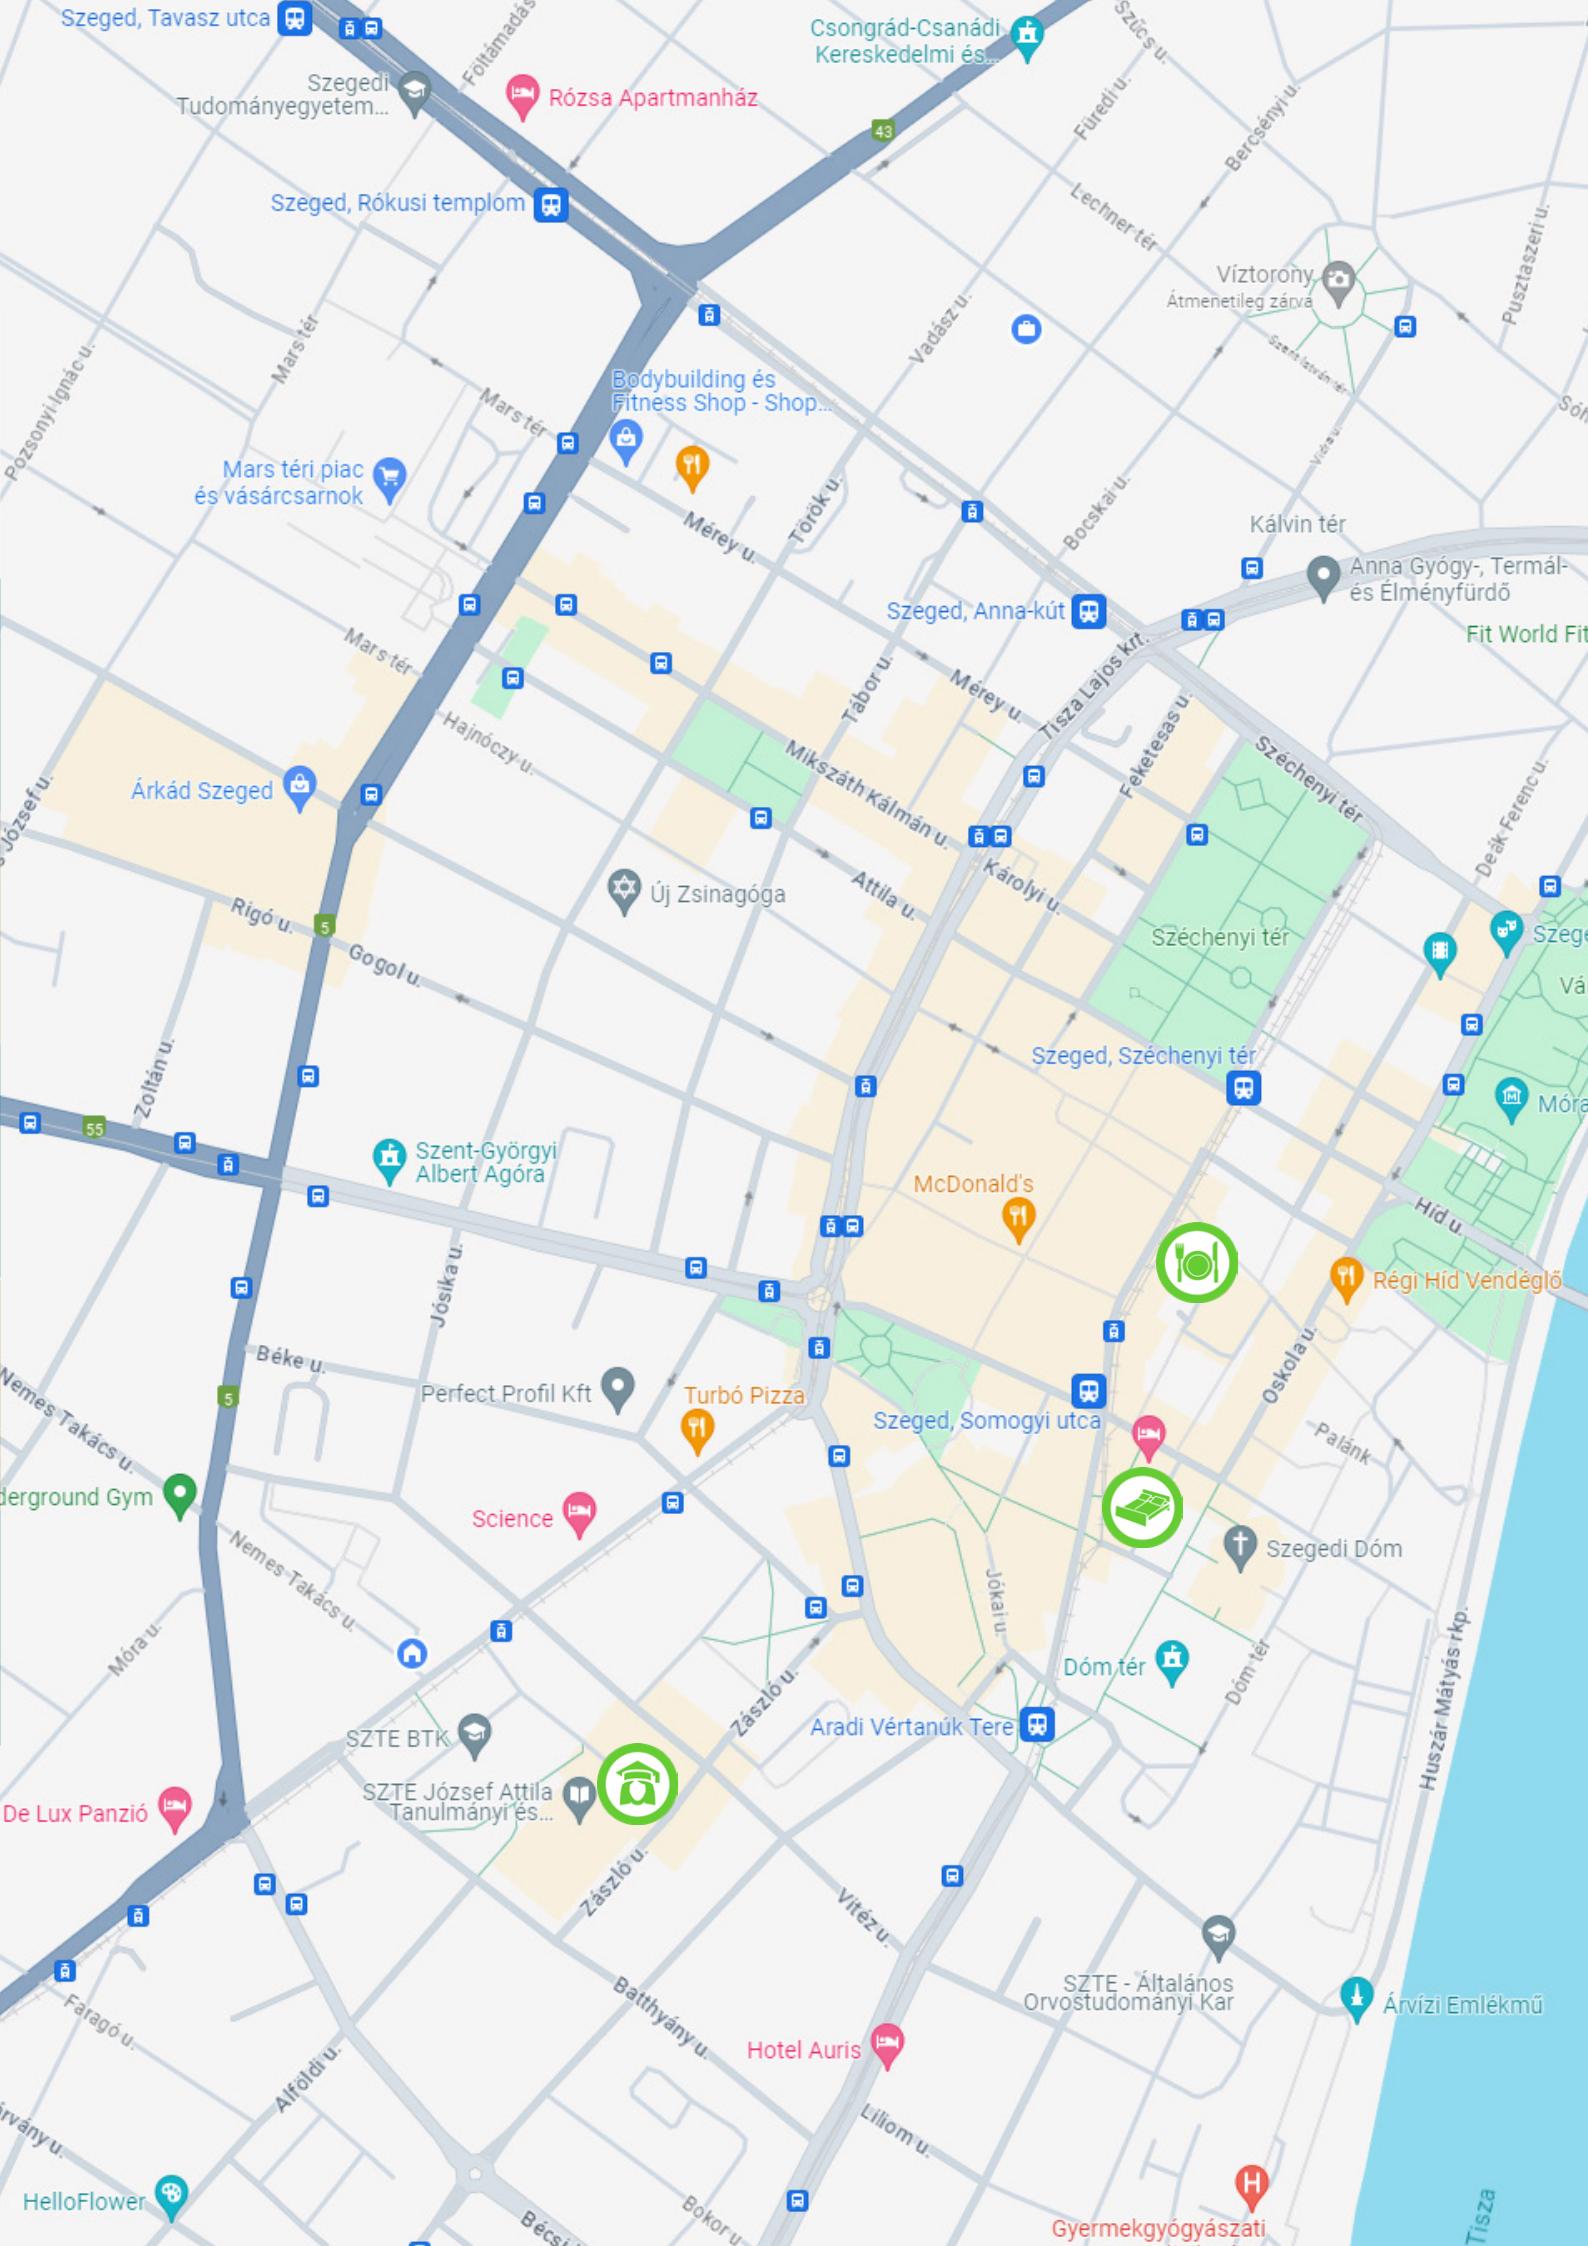 Szeged, Tavasz utca
Föltámadás
Csongrád-Csanádi
Kereskedelmi és...
Szűcs u.
Szegedi
Tudományegyetem...
Rózsa Apartmanház
43
Füredi u.
Bercsényi u.
Szeged, Rókusi templom
Lechner tér
Pusztaszeri u.
Víztorony
Átmenetileg zárva
Mars tér
Vadász u.
Szent István tér
Pozsonyi Ignác u.
Bodybuilding és
Fitness Shop - Shop...
Mars tér
Vidra u.
Mars téri piac
és vásárcsarnok
Török u.
Mérey u.
Bocskai u.
Kálvin tér
Anna Gyógy-, Termál-
és Élményfürdő
Szeged, Anna-kút
Fit World Fit
Mars tér
Tábor u.
Mérey u.
Tisza Lajos krt.
Feketesas u.
Hajnóczy u.
Mikszáth Kálmán u.
Széchenyi tér
Árkád Szeged
József u.
Deák Ferenc u.
Új Zsinagóga
Attila u.
Károlyi u.
Rigó u.
5
Gogol u.
Széchenyi tér
Szege
Vá
Zoltán u.
Szeged, Széchenyi tér
Móra
55
Szent-Györgyi
Albert Agóra
McDonald's
Híd u.
Jósika u.
Régi Híd Vendéglő
Béke u.
Oskola u.
Nemes Takács u.
5
Perfect Profil Kft
Turbó Pizza
Szeged, Somogyi utca
Palánk
derground Gym
Science
Nemes Takács u.
Szegedi Dóm
Jókai u.
Móra u.
Dóm tér
Dóm tér
Huszár Mátyás rkp.
Zászló u.
Aradi Vértanúk Tere
SZTE BTK
SZTE József Attila
Tanulmányi és...
De Lux Panzió
Zászló u.
Vitéz u.
SZTE - Általános
Orvostudományi Kar
Árvízi Emlékmű
Faragó u.
Batthyány u.
Hotel Auris
Alföldi u.
árvány u.
Liliom u.
HelloFlower
H
Gyermekgyógyászati
Bokor u.
Bécsi
Tisza